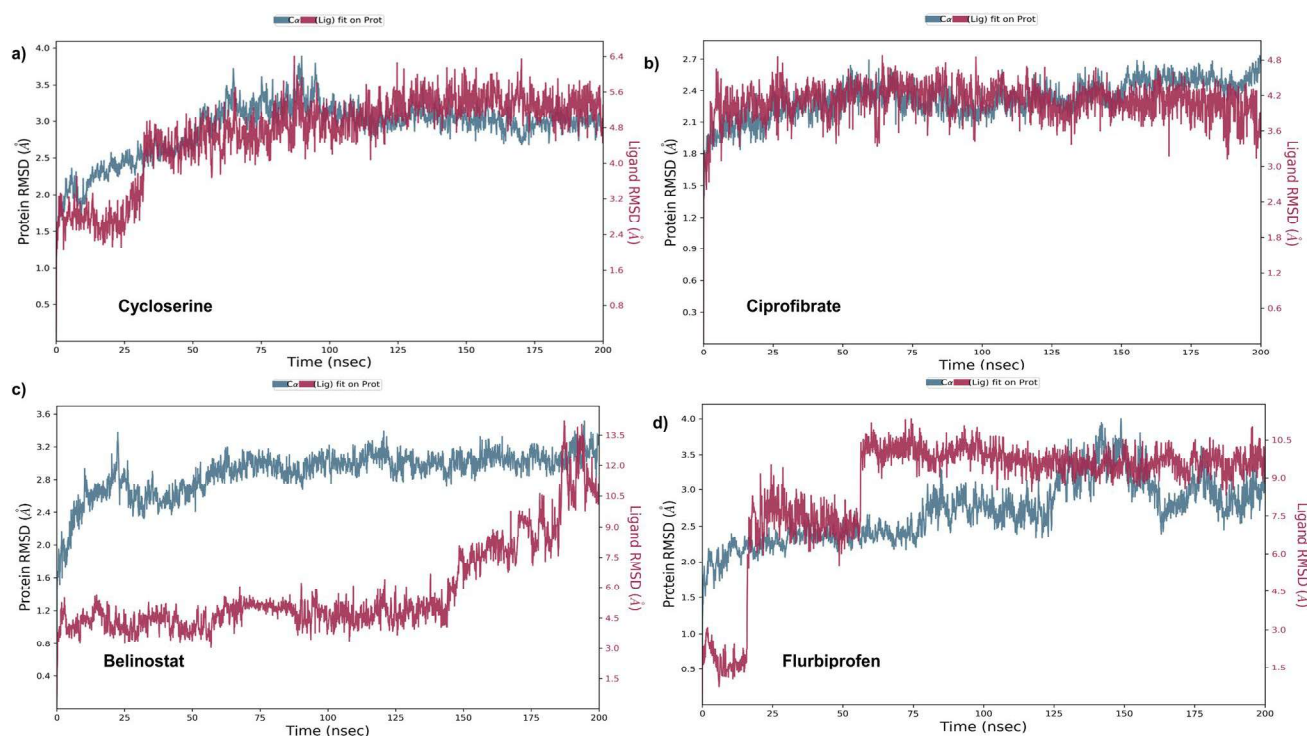 Cα (Lig) fit on Prot
a)
Protein RMSD (Å)
4.0
3.5
3.0
2.5
2.0
1.5
1.0
0.5
6.4
5.6
4.8
4.0
3.2
2.4
1.6
0.8
Ligand RMSD (Å)
Cycloserine
0 25 50 75 100 125 150 175 200
Time (nsec)
Cα (Lig) fit on Prot
b)
Protein RMSD (Å)
2.7
2.4
2.1
1.8
1.5
1.2
0.9
0.6
0.3
4.8
4.2
3.6
3.0
2.4
1.8
1.2
0.6
Ligand RMSD (Å)
Ciprofibrate
0 25 50 75 100 125 150 175 200
Time (nsec)
Cα (Lig) fit on Prot
c)
Protein RMSD (Å)
3.6
3.2
2.8
2.4
2.0
1.6
1.2
0.8
0.4
13.5
12.0
10.5
9.0
7.5
6.0
4.5
3.0
1.5
Ligand RMSD (Å)
Belinostat
0 25 50 75 100 125 150 175 200
Time (nsec)
Cα (Lig) fit on Prot
d)
Protein RMSD (Å)
4.0
3.5
3.0
2.5
2.0
1.5
1.0
0.5
10.5
9.0
7.5
6.0
4.5
3.0
1.5
Ligand RMSD (Å)
Flurbiprofen
0 25 50 75 100 125 150 175 200
Time (nsec)